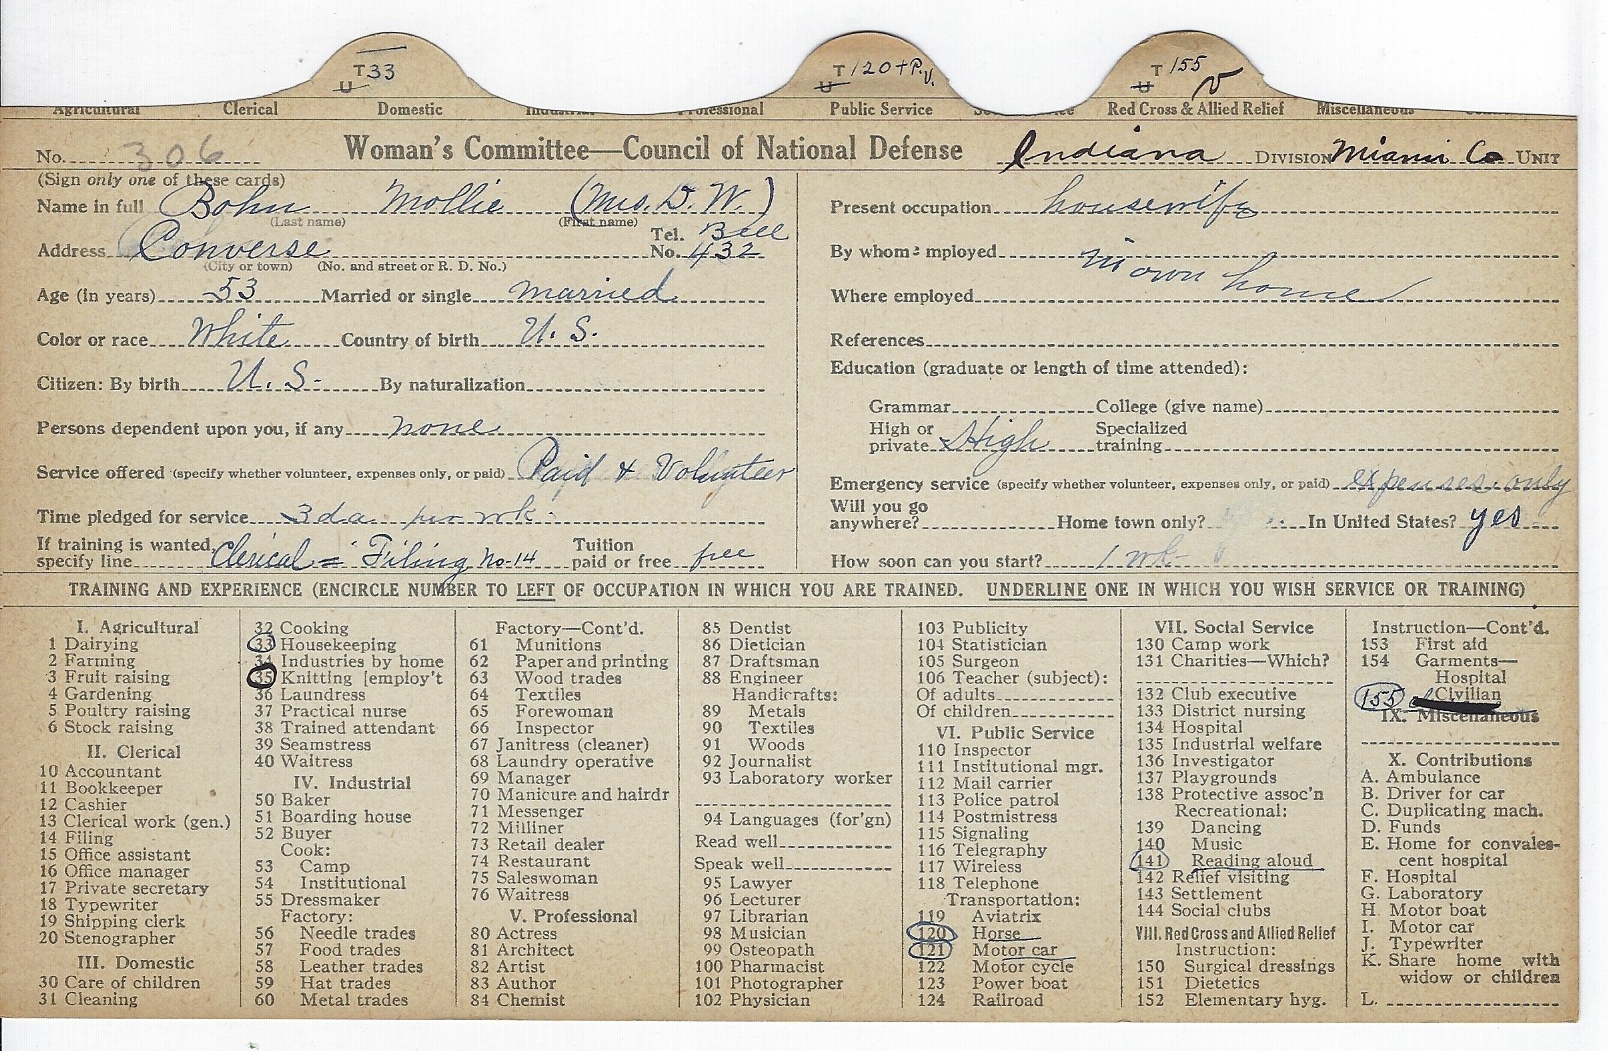 T 33
U
T 120 + P.V.
U
T 155 V
U
Agricultural Clerical Domestic Industrial Professional Public Service Red Cross & Allied Relief Miscellaneous
No. 306 Woman's Committee—Council of National Defense Indiana DIVISION Miami Co UNIT
(Sign only one of these cards)
Name in full Bohn Mollie (Mrs. D. W.)
(Last name) (First name)
Address Converse Tel. No. Bell 432
(City or town) (No. and street or R. D. No.)
Age (in years) 53 Married or single married
Color or race White Country of birth U. S.
Citizen: By birth U. S. By naturalization
Persons dependent upon you, if any none
Service offered (specify whether volunteer, expenses only, or paid) Paid & Volunteer
Time pledged for service 3 da per wk.
If training is wanted, specify line Clerical = Filing No-14 Tuition paid or free free
Present occupation housewife
By whom employed in own home
Where employed
References
Education (graduate or length of time attended):
Grammar College (give name)
High or private High Specialized training
Emergency service (specify whether volunteer, expenses only, or paid) expenses only
Will you go anywhere? Home town only? In United States? yes
How soon can you start? 1 wk-
TRAINING AND EXPERIENCE (ENCIRCLE NUMBER TO LEFT OF OCCUPATION IN WHICH YOU ARE TRAINED. UNDERLINE ONE IN WHICH YOU WISH SERVICE OR TRAINING)
I. Agricultural
1 Dairying
2 Farming
3 Fruit raising
4 Gardening
5 Poultry raising
6 Stock raising
II. Clerical
10 Accountant
11 Bookkeeper
12 Cashier
13 Clerical work (gen.)
14 Filing
15 Office assistant
16 Office manager
17 Private secretary
18 Typewriter
19 Shipping clerk
20 Stenographer
III. Domestic
30 Care of children
31 Cleaning
32 Cooking
33 Housekeeping
34 Industries by home
35 Knitting [employ't
36 Laundress
37 Practical nurse
38 Trained attendant
39 Seamstress
40 Waitress
IV. Industrial
50 Baker
51 Boarding house
52 Buyer
Cook:
53 Camp
54 Institutional
55 Dressmaker
Factory:
56 Needle trades
57 Food trades
58 Leather trades
59 Hat trades
60 Metal trades
Factory—Cont'd.
61 Munitions
62 Paper and printing
63 Wood trades
64 Textiles
65 Forewoman
66 Inspector
67 Janitress (cleaner)
68 Laundry operative
69 Manager
70 Manicure and hairdr
71 Messenger
72 Milliner
73 Retail dealer
74 Restaurant
75 Saleswoman
76 Waitress
V. Professional
80 Actress
81 Architect
82 Artist
83 Author
84 Chemist
85 Dentist
86 Dietician
87 Draftsman
88 Engineer
Handicrafts:
89 Metals
90 Textiles
91 Woods
92 Journalist
93 Laboratory worker
94 Languages (for'gn)
Read well
Speak well
95 Lawyer
96 Lecturer
97 Librarian
98 Musician
99 Osteopath
100 Pharmacist
101 Photographer
102 Physician
103 Publicity
104 Statistician
105 Surgeon
106 Teacher (subject):
Of adults
Of children
VI. Public Service
110 Inspector
111 Institutional mgr.
112 Mail carrier
113 Police patrol
114 Postmistress
115 Signaling
116 Telegraphy
117 Wireless
118 Telephone
Transportation:
119 Aviatrix
120 Horse
121 Motor car
122 Motor cycle
123 Power boat
124 Railroad
VII. Social Service
130 Camp work
131 Charities—Which?
132 Club executive
133 District nursing
134 Hospital
135 Industrial welfare
136 Investigator
137 Playgrounds
138 Protective assoc'n
Recreational:
139 Dancing
140 Music
141 Reading aloud
142 Relief visiting
143 Settlement
144 Social clubs
VIII. Red Cross and Allied Relief
Instruction:
150 Surgical dressings
151 Dietetics
152 Elementary hyg.
Instruction—Cont'd.
153 First aid
154 Garments—
Hospital
155 Civilian
IX. Miscellaneous
X. Contributions
A. Ambulance
B. Driver for car
C. Duplicating mach.
D. Funds
E. Home for convales-
cent hospital
F. Hospital
G. Laboratory
H. Motor boat
I. Motor car
J. Typewriter
K. Share home with
widow or children
L.